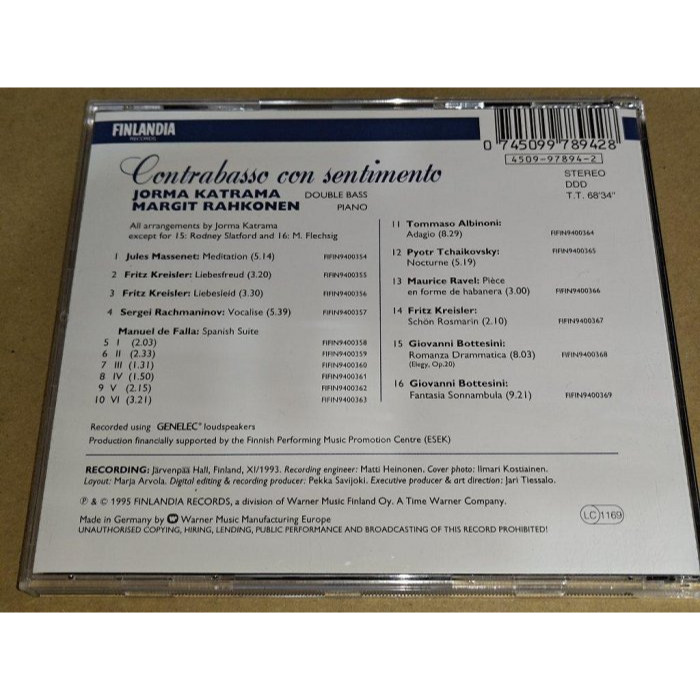 FINLANDIA
RECORDS
0 745099 789428
4509-97894-2
Contrabasso con sentimento
JORMA KATRAMA DOUBLE BASS
MARGIT RAHKONEN PIANO
STEREO
DDD
T.T. 68'34"
All arrangements by Jorma Katrama
except for 15: Rodney Slatford and 16: M. Flechsig
1 Jules Massenet: Meditation (5.14) FIFIN9400354
2 Fritz Kreisler: Liebesfreud (3.20) FIFIN9400355
3 Fritz Kreisler: Liebesleid (3.30) FIFIN9400356
4 Sergei Rachmaninov: Vocalise (5.39) FIFIN9400357
Manuel de Falla: Spanish Suite
5 I (2.03) FIFIN9400358
6 II (2.33) FIFIN9400359
7 III (1.31) FIFIN9400360
8 IV (1.50) FIFIN9400361
9 V (2.15) FIFIN9400362
10 VI (3.21) FIFIN9400363
11 Tommaso Albinoni:
Adagio (8.29) FIFIN9400364
12 Pyotr Tchaikovsky: FIFIN9400365
Nocturne (5.19)
13 Maurice Ravel: Pièce
en forme de habanera (3.00) FIFIN9400366
14 Fritz Kreisler:
Schön Rosmarin (2.10) FIFIN9400367
15 Giovanni Bottesini:
Romanza Drammatica (8.03) FIFIN9400368
(Elegy, Op.20)
16 Giovanni Bottesini:
Fantasia Sonnambula (9.21) FIFIN9400369
Recorded using GENELEC® loudspeakers
Production financially supported by the Finnish Performing Music Promotion Centre (ESEK)
RECORDING: Järvenpää Hall, Finland, XI/1993. Recording engineer: Matti Heinonen. Cover photo: Ilmari Kostiainen.
Layout: Marja Arvola. Digital editing & recording producer: Pekka Savijoki. Executive producer & art direction: Jari Tiessalo.
℗ & © 1995 FINLANDIA RECORDS, a division of Warner Music Finland Oy. A Time Warner Company.
Made in Germany by Warner Music Manufacturing Europe
UNAUTHORISED COPYING, HIRING, LENDING, PUBLIC PERFORMANCE AND BROADCASTING OF THIS RECORD PROHIBITED!
LC 1169